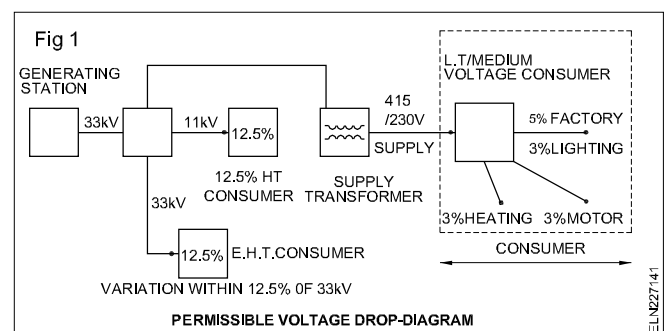 Fig 1
GENERATING
STATION
33kV
11kV
12.5%
12.5% HT
CONSUMER
33kV
12.5%
E.H.T.CONSUMER
VARIATION WITHIN 12.5% 0F 33kV
SUPPLY
TRANSFORMER
415
/230V
SUPPLY
L.T/MEDIUM
VOLTAGE CONSUMER
5% FACTORY
3%LIGHTING
3%HEATING
3%MOTOR
CONSUMER
PERMISSIBLE VOLTAGE DROP-DIAGRAM
ELN227141